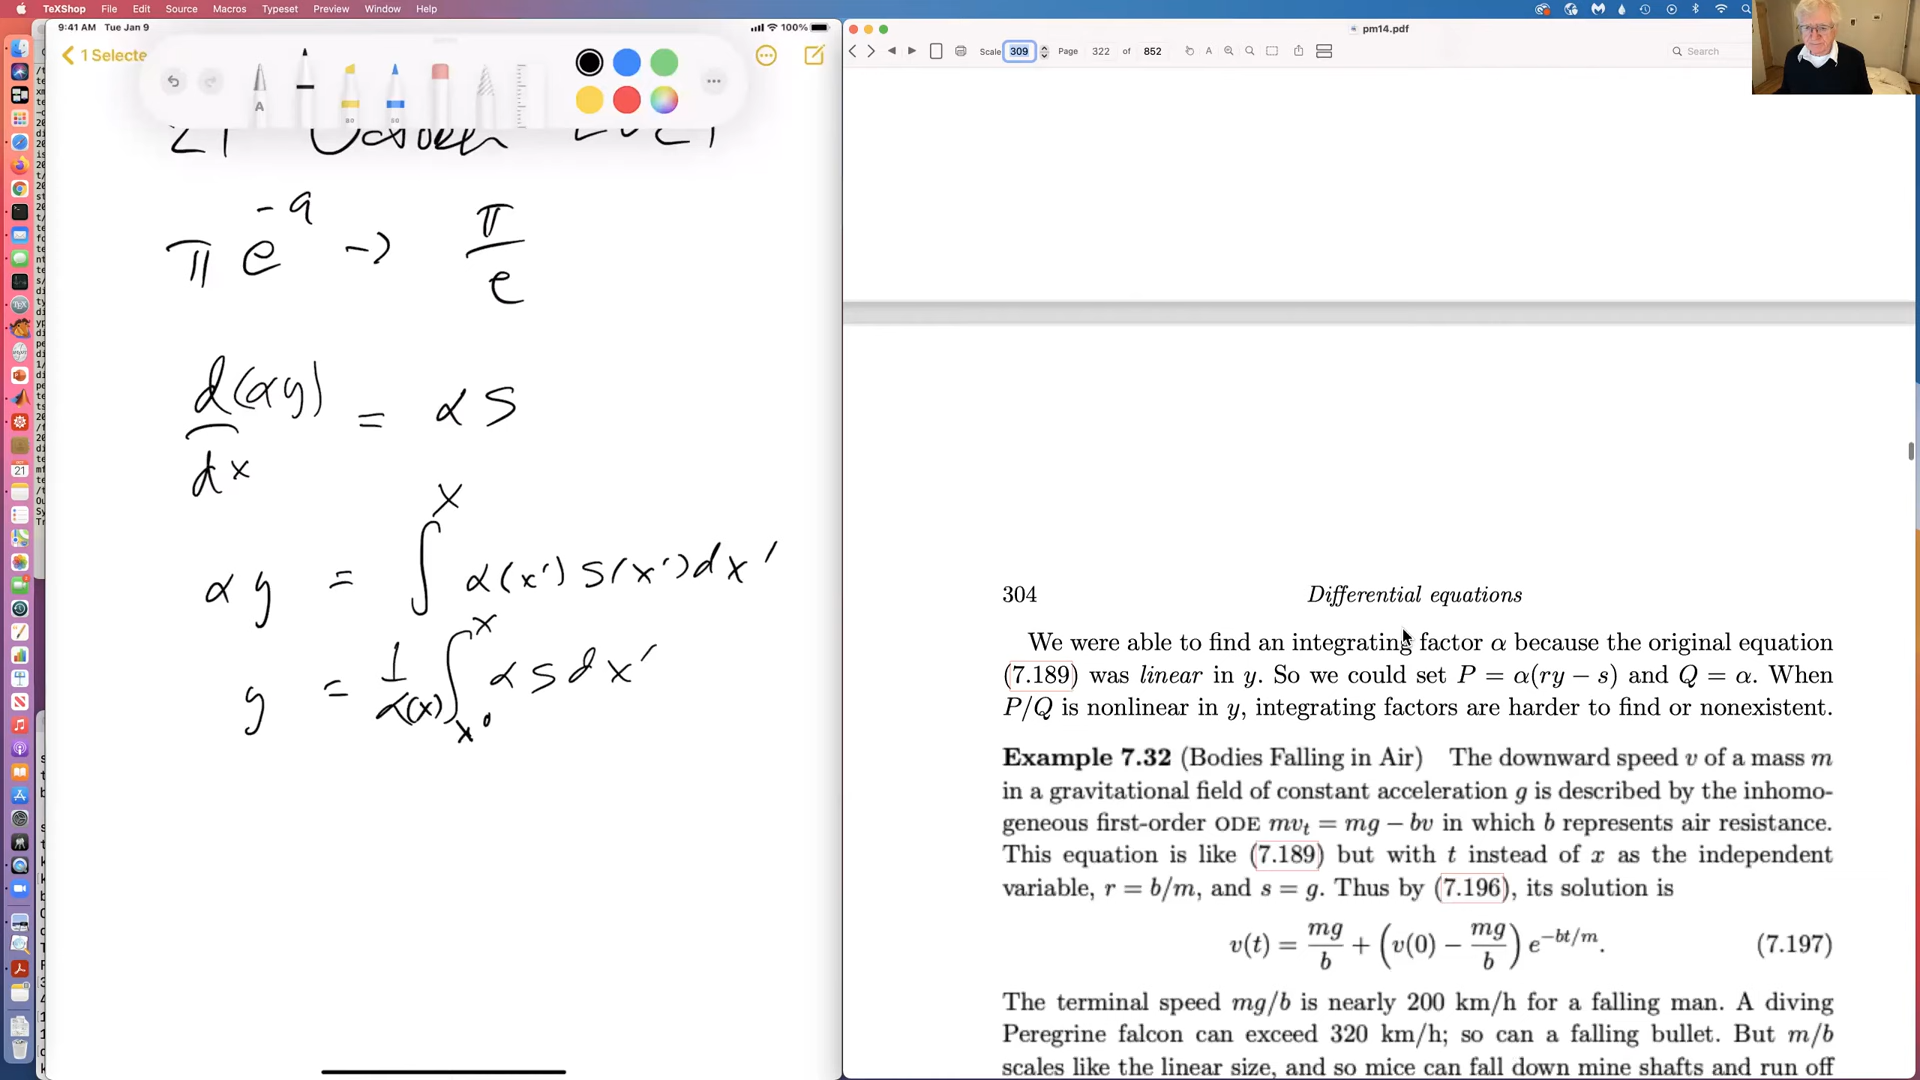 TeXShop File Edit Source Macros Typeset Preview Window Help
9:41 AM Tue Jan 9
100%
1 Selecte
A
21 October 2021
π e^{-a} → π/e
d(αy)/dx = α s
α y = ∫^x α(x') s(x') dx'
y = 1/α(x) ∫_{x_0}^x α s dx'
pm14.pdf
Scale 309 Page 322 of 852 A Search
304 Differential equations
We were able to find an integrating factor α because the original equation
(7.189) was linear in y. So we could set P = α(ry − s) and Q = α. When
P/Q is nonlinear in y, integrating factors are harder to find or nonexistent.
Example 7.32 (Bodies Falling in Air) The downward speed v of a mass m
in a gravitational field of constant acceleration g is described by the inhomo-
geneous first-order ODE mv_t = mg − bv in which b represents air resistance.
This equation is like (7.189) but with t instead of x as the independent
variable, r = b/m, and s = g. Thus by (7.196), its solution is
v(t) = mg/b + (v(0) − mg/b) e^{−bt/m}. (7.197)
The terminal speed mg/b is nearly 200 km/h for a falling man. A diving
Peregrine falcon can exceed 320 km/h; so can a falling bullet. But m/b
scales like the linear size, and so mice can fall down mine shafts and run off